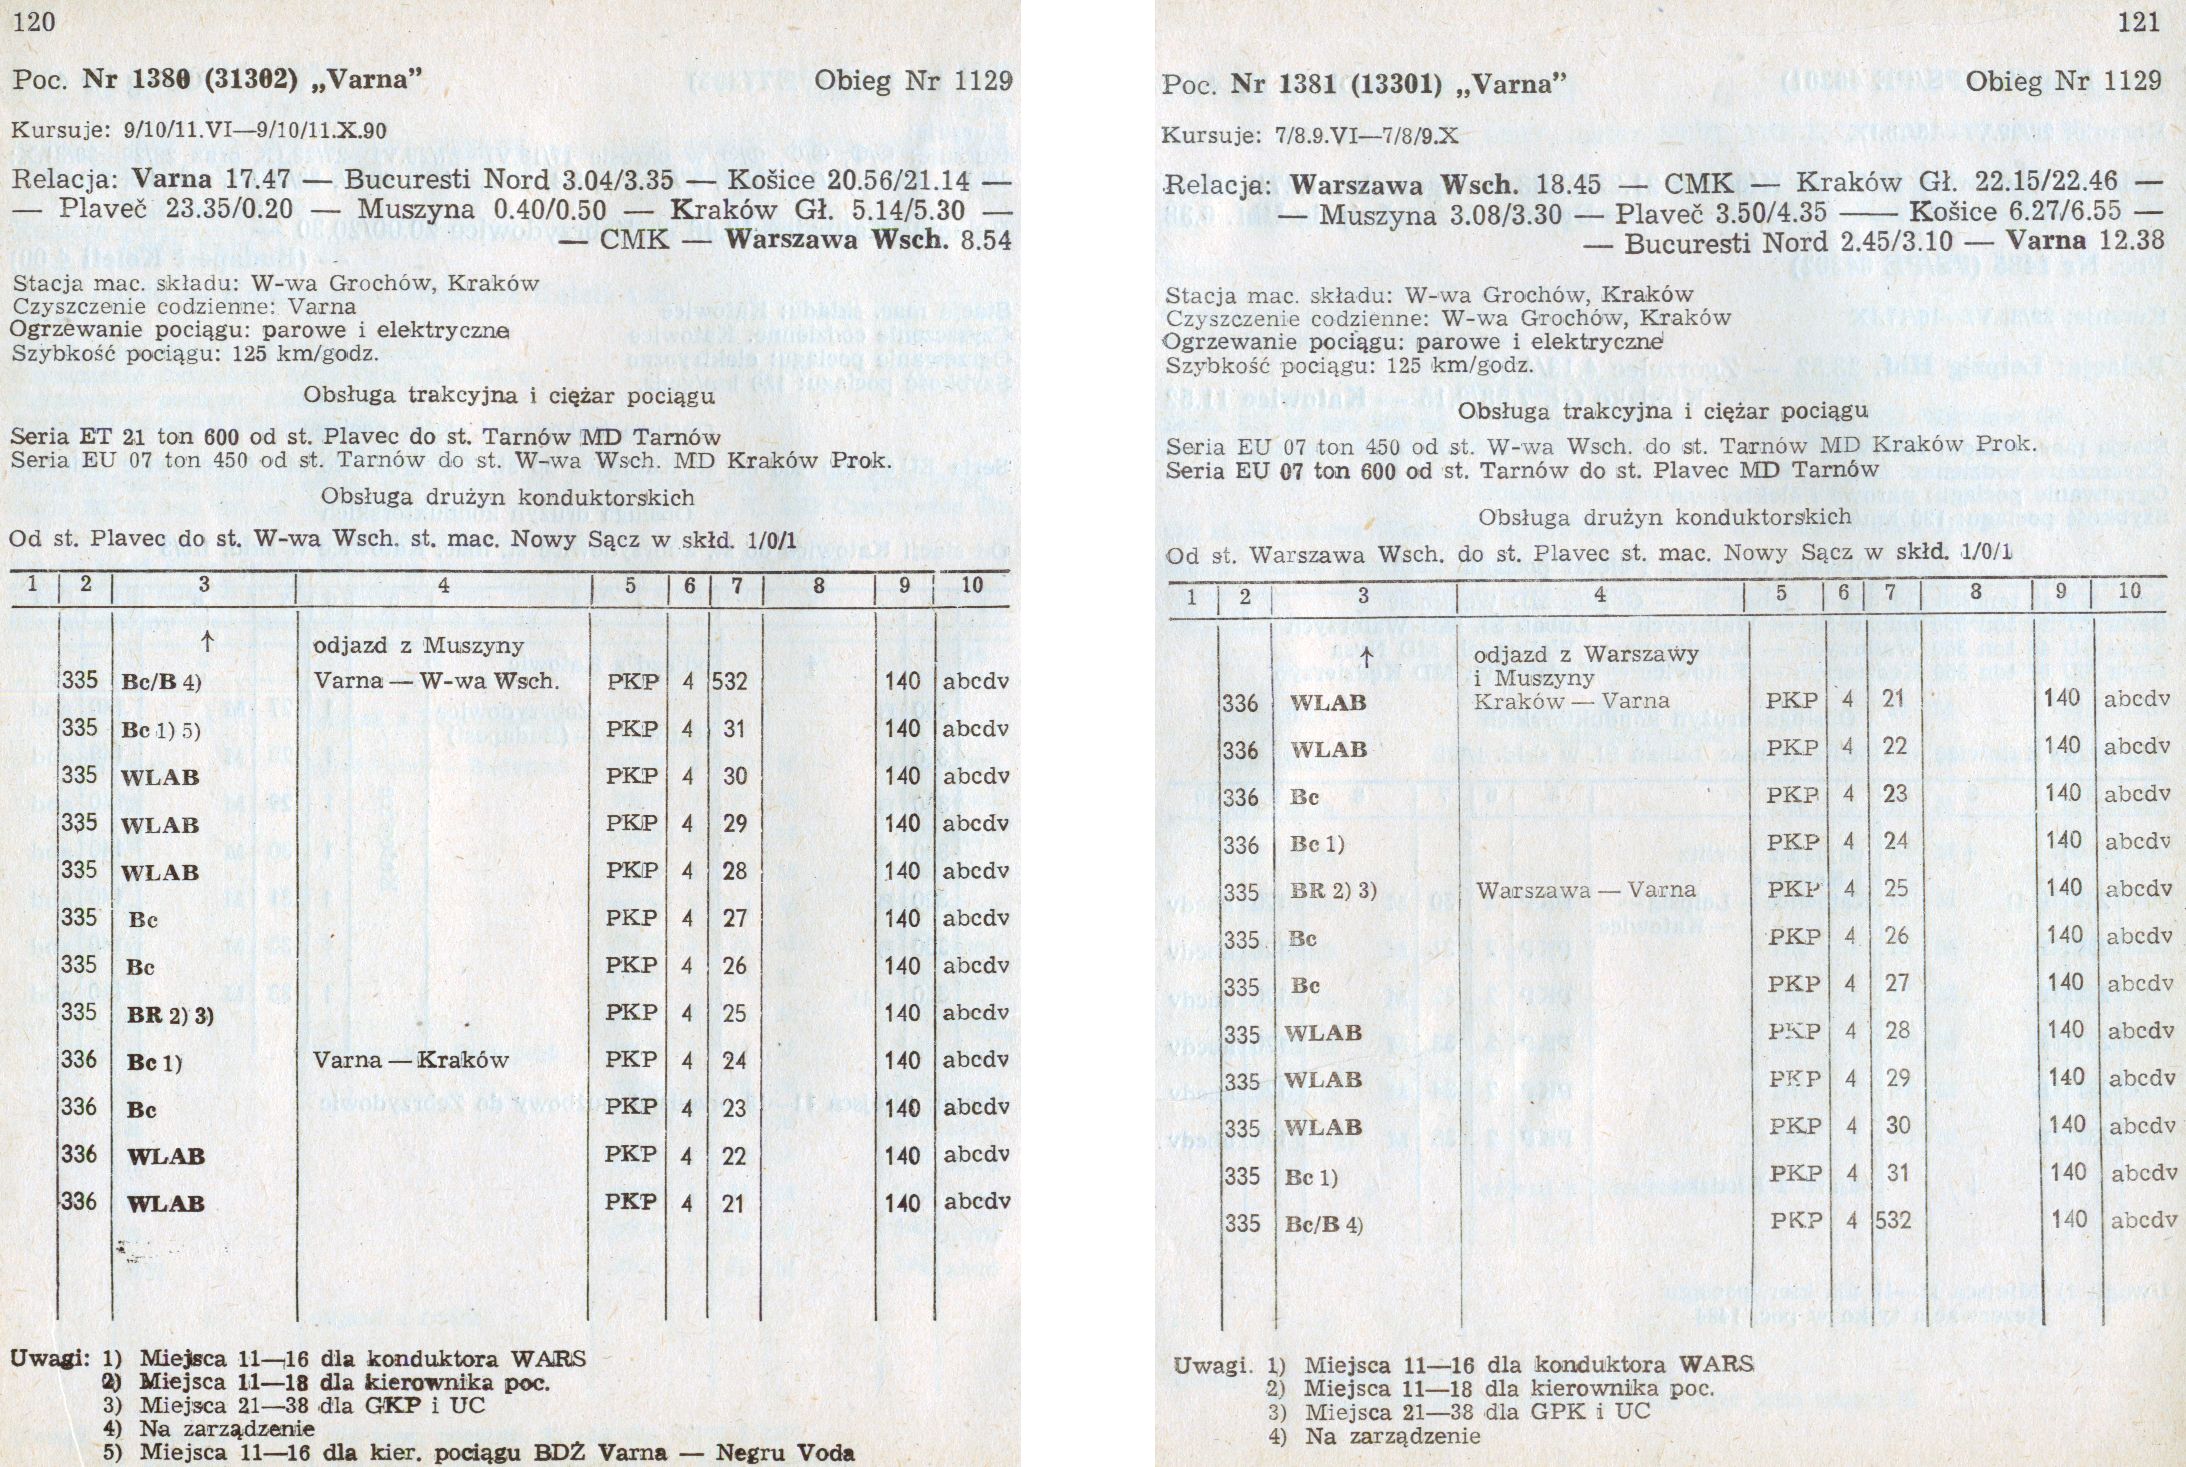 120
Poc. Nr 1380 (31302) „Varna”   Obieg Nr 1129
Kursuje: 9/10/11.VI—9/10/11.X.90
Relacja: Varna 17.47 — Bucuresti Nord 3.04/3.35 — Košice 20.56/21.14 —
— Plaveč 23.35/0.20 — Muszyna 0.40/0.50 — Kraków Gł. 5.14/5.30 —
— CMK — Warszawa Wsch. 8.54
Stacja mac. składu: W-wa Grochów, Kraków
Czyszczenie codzienne: Varna
Ogrzewanie pociągu: parowe i elektryczne
Szybkość pociągu: 125 km/godz.
Obsługa trakcyjna i ciężar pociągu
Seria ET 21 ton 600 od st. Plavec do st. Tarnów MD Tarnów
Seria EU 07 ton 450 od st. Tarnów do st. W-wa Wsch. MD Kraków Prok.
Obsługa drużyn konduktorskich
Od st. Plavec do st. W-wa Wsch. st. mac. Nowy Sącz w skłd. 1/0/1
1 | 2 | 3 | 4 | 5 | 6 | 7 | 8 | 9 | 10
↑ odjazd z Muszyny
335 Bc/B 4) Varna — W-wa Wsch. PKP 4 532 140 abcdv
335 Bc 1) 5) PKP 4 31 140 abcdv
335 WLAB PKP 4 30 140 abcdv
335 WLAB PKP 4 29 140 abcdv
335 WLAB PKP 4 28 140 abcdv
335 Bc PKP 4 27 140 abcdv
335 Bc PKP 4 26 140 abcdv
335 BR 2) 3) PKP 4 25 140 abcdv
336 Bc 1) Varna — Kraków PKP 4 24 140 abcdv
336 Bc PKP 4 23 140 abcdv
336 WLAB PKP 4 22 140 abcdv
336 WLAB PKP 4 21 140 abcdv
Uwagi: 1) Miejsca 11—16 dla konduktora WARS
2) Miejsca 11—18 dla kierownika poc.
3) Miejsca 21—38 dla GKP i UC
4) Na zarządzenie
5) Miejsca 11—16 dla kier. pociągu BDŻ Varna — Negru Voda
121
Poc. Nr 1381 (13301) „Varna”   Obieg Nr 1129
Kursuje: 7/8.9.VI—7/8/9.X
Relacja: Warszawa Wsch. 18.45 — CMK — Kraków Gł. 22.15/22.46 —
— Muszyna 3.08/3.30 — Plaveč 3.50/4.35 — Košice 6.27/6.55 —
— Bucuresti Nord 2.45/3.10 — Varna 12.38
Stacja mac. składu: W-wa Grochów, Kraków
Czyszczenie codzienne: W-wa Grochów, Kraków
Ogrzewanie pociągu: parowe i elektryczne
Szybkość pociągu: 125 km/godz.
Obsługa trakcyjna i ciężar pociągu
Seria EU 07 ton 450 od st. W-wa Wsch. do st. Tarnów MD Kraków Prok.
Seria EU 07 ton 600 od st. Tarnów do st. Plavec MD Tarnów
Obsługa drużyn konduktorskich
Od st. Warszawa Wsch. do st. Plavec st. mac. Nowy Sącz w skłd. 1/0/1
1 | 2 | 3 | 4 | 5 | 6 | 7 | 8 | 9 | 10
↑ odjazd z Warszawy
i Muszyny
336 WLAB Kraków — Varna PKP 4 21 140 abcdv
336 WLAB PKP 4 22 140 abcdv
336 Bc PKP 4 23 140 abcdv
336 Bc 1) PKP 4 24 140 abcdv
335 BR 2) 3) Warszawa — Varna PKP 4 25 140 abcdv
335 Bc PKP 4 26 140 abcdv
335 Bc PKP 4 27 140 abcdv
335 WLAB PKP 4 28 140 abcdv
335 WLAB PKP 4 29 140 abcdv
335 WLAB PKP 4 30 140 abcdv
335 Bc 1) PKP 4 31 140 abcdv
335 Bc/B 4) PKP 4 532 140 abcdv
Uwagi. 1) Miejsca 11—16 dla konduktora WARS
2) Miejsca 11—18 dla kierownika poc.
3) Miejsca 21—38 dla GPK i UC
4) Na zarządzenie